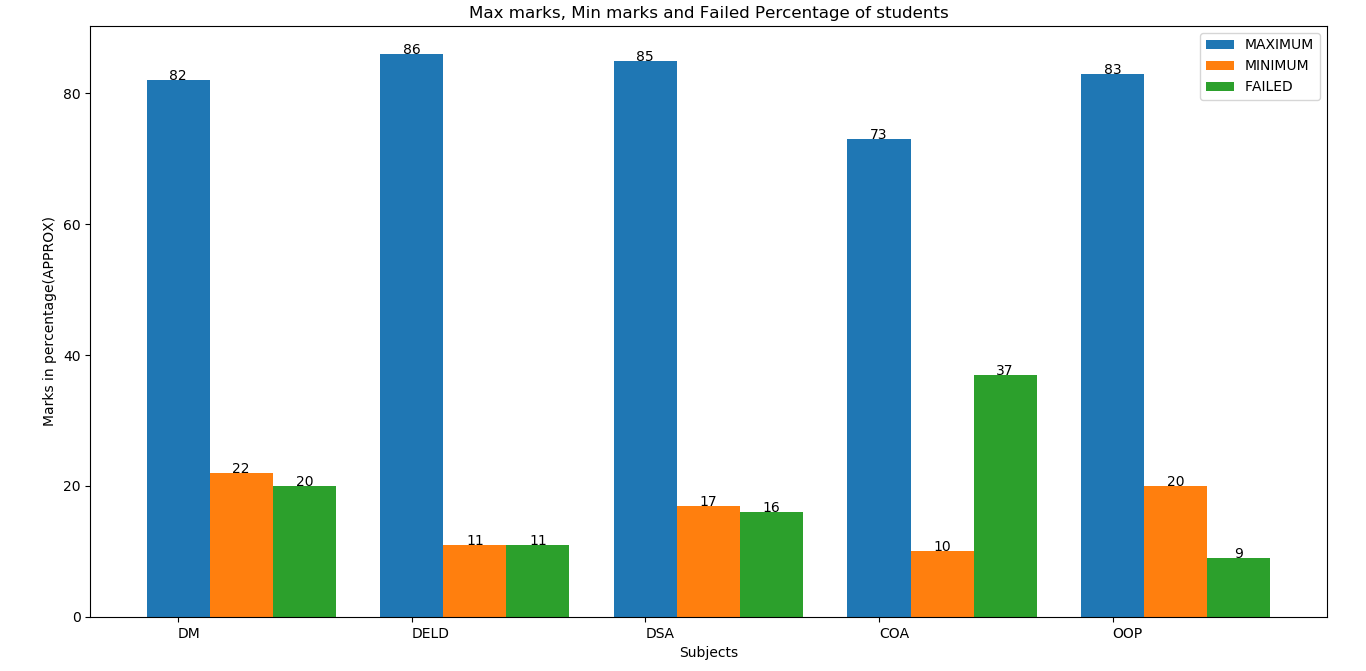 Max marks, Min marks and Failed Percentage of students
MAXIMUM
MINIMUM
FAILED
Marks in percentage(APPROX)
80
60
40
20
0
82
22
20
86
11
11
85
17
16
73
10
37
83
20
9
DM DELD DSA COA OOP
Subjects